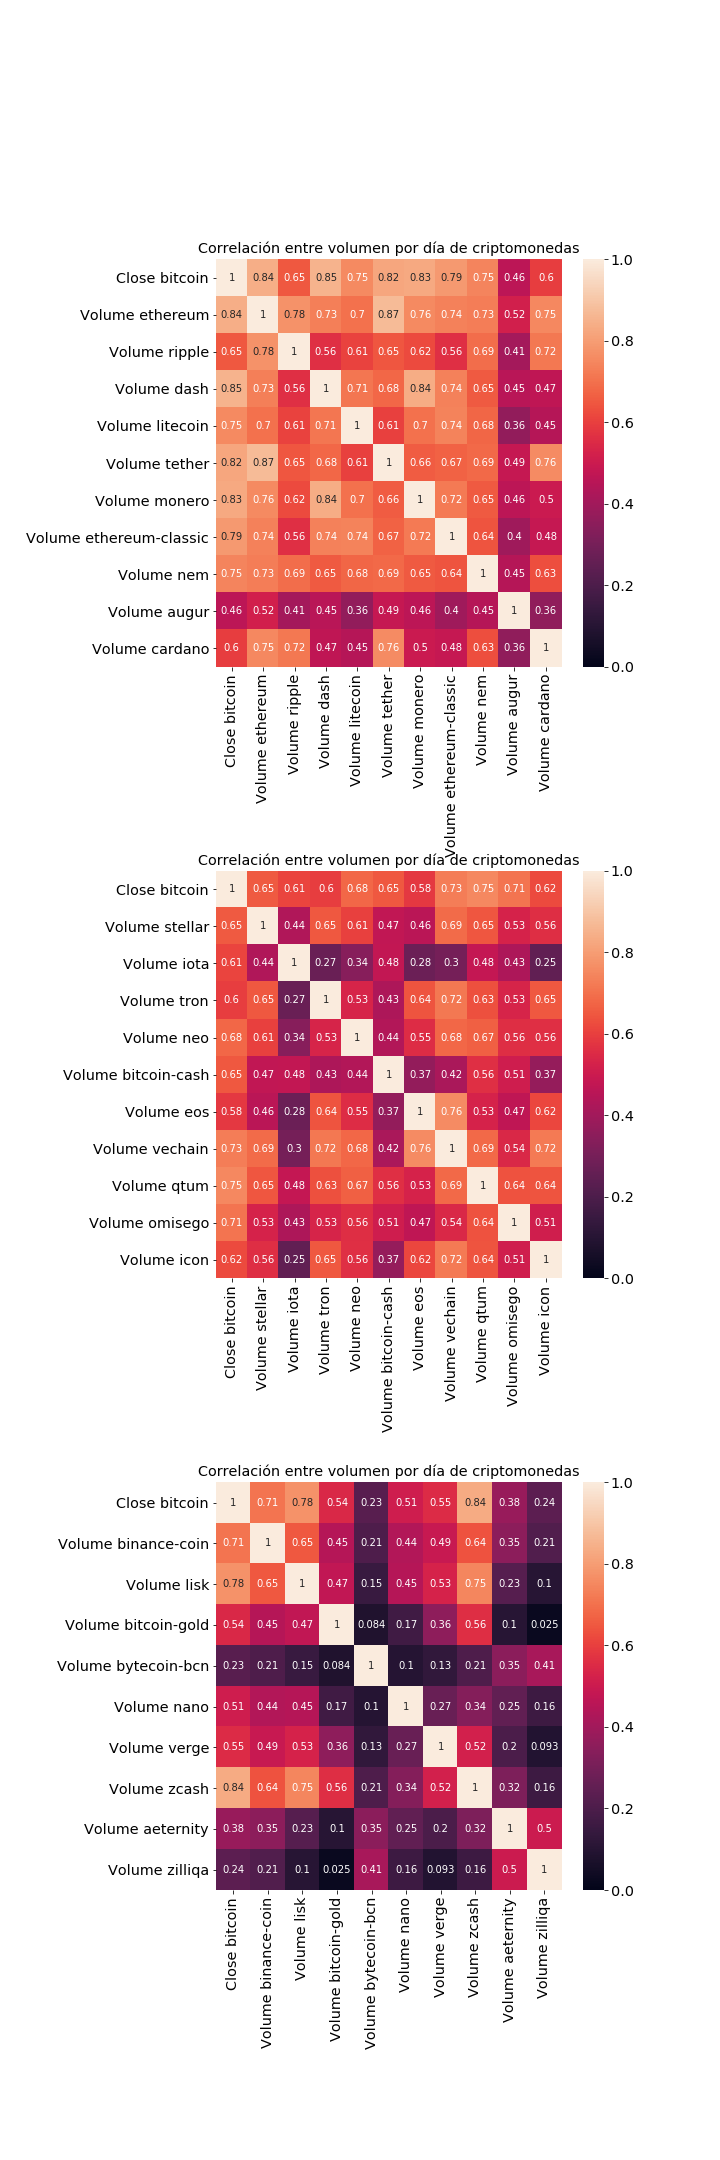 Correlación entre volumen por día de criptomonedas
Close bitcoin 1 0.84 0.65 0.85 0.75 0.82 0.83 0.79 0.75 0.46 0.6
Volume ethereum 0.84 1 0.78 0.73 0.7 0.87 0.76 0.74 0.73 0.52 0.75
Volume ripple 0.65 0.78 1 0.56 0.61 0.65 0.62 0.56 0.69 0.41 0.72
Volume dash 0.85 0.73 0.56 1 0.71 0.68 0.84 0.74 0.65 0.45 0.47
Volume litecoin 0.75 0.7 0.61 0.71 1 0.61 0.7 0.74 0.68 0.36 0.45
Volume tether 0.82 0.87 0.65 0.68 0.61 1 0.66 0.67 0.69 0.49 0.76
Volume monero 0.83 0.76 0.62 0.84 0.7 0.66 1 0.72 0.65 0.46 0.5
Volume ethereum-classic 0.79 0.74 0.56 0.74 0.74 0.67 0.72 1 0.64 0.4 0.48
Volume nem 0.75 0.73 0.69 0.65 0.68 0.69 0.65 0.64 1 0.45 0.63
Volume augur 0.46 0.52 0.41 0.45 0.36 0.49 0.46 0.4 0.45 1 0.36
Volume cardano 0.6 0.75 0.72 0.47 0.45 0.76 0.5 0.48 0.63 0.36 1
1.0
0.8
0.6
0.4
0.2
0.0
Close bitcoin
Volume ethereum
Volume ripple
Volume dash
Volume litecoin
Volume tether
Volume monero
Volume ethereum-classic
Volume nem
Volume augur
Volume cardano
Correlación entre volumen por día de criptomonedas
Close bitcoin 1 0.65 0.61 0.6 0.68 0.65 0.58 0.73 0.75 0.71 0.62
Volume stellar 0.65 1 0.44 0.65 0.61 0.47 0.46 0.69 0.65 0.53 0.56
Volume iota 0.61 0.44 1 0.27 0.34 0.48 0.28 0.3 0.48 0.43 0.25
Volume tron 0.6 0.65 0.27 1 0.53 0.43 0.64 0.72 0.63 0.53 0.65
Volume neo 0.68 0.61 0.34 0.53 1 0.44 0.55 0.68 0.67 0.56 0.56
Volume bitcoin-cash 0.65 0.47 0.48 0.43 0.44 1 0.37 0.42 0.56 0.51 0.37
Volume eos 0.58 0.46 0.28 0.64 0.55 0.37 1 0.76 0.53 0.47 0.62
Volume vechain 0.73 0.69 0.3 0.72 0.68 0.42 0.76 1 0.69 0.54 0.72
Volume qtum 0.75 0.65 0.48 0.63 0.67 0.56 0.53 0.69 1 0.64 0.64
Volume omisego 0.71 0.53 0.43 0.53 0.56 0.51 0.47 0.54 0.64 1 0.51
Volume icon 0.62 0.56 0.25 0.65 0.56 0.37 0.62 0.72 0.64 0.51 1
1.0
0.8
0.6
0.4
0.2
0.0
Close bitcoin
Volume stellar
Volume iota
Volume tron
Volume neo
Volume bitcoin-cash
Volume eos
Volume vechain
Volume qtum
Volume omisego
Volume icon
Correlación entre volumen por día de criptomonedas
Close bitcoin 1 0.71 0.78 0.54 0.23 0.51 0.55 0.84 0.38 0.24
Volume binance-coin 0.71 1 0.65 0.45 0.21 0.44 0.49 0.64 0.35 0.21
Volume lisk 0.78 0.65 1 0.47 0.15 0.45 0.53 0.75 0.23 0.1
Volume bitcoin-gold 0.54 0.45 0.47 1 0.084 0.17 0.36 0.56 0.1 0.025
Volume bytecoin-bcn 0.23 0.21 0.15 0.084 1 0.1 0.13 0.21 0.35 0.41
Volume nano 0.51 0.44 0.45 0.17 0.1 1 0.27 0.34 0.25 0.16
Volume verge 0.55 0.49 0.53 0.36 0.13 0.27 1 0.52 0.2 0.093
Volume zcash 0.84 0.64 0.75 0.56 0.21 0.34 0.52 1 0.32 0.16
Volume aeternity 0.38 0.35 0.23 0.1 0.35 0.25 0.2 0.32 1 0.5
Volume zilliqa 0.24 0.21 0.1 0.025 0.41 0.16 0.093 0.16 0.5 1
1.0
0.8
0.6
0.4
0.2
0.0
Close bitcoin
Volume binance-coin
Volume lisk
Volume bitcoin-gold
Volume bytecoin-bcn
Volume nano
Volume verge
Volume zcash
Volume aeternity
Volume zilliqa